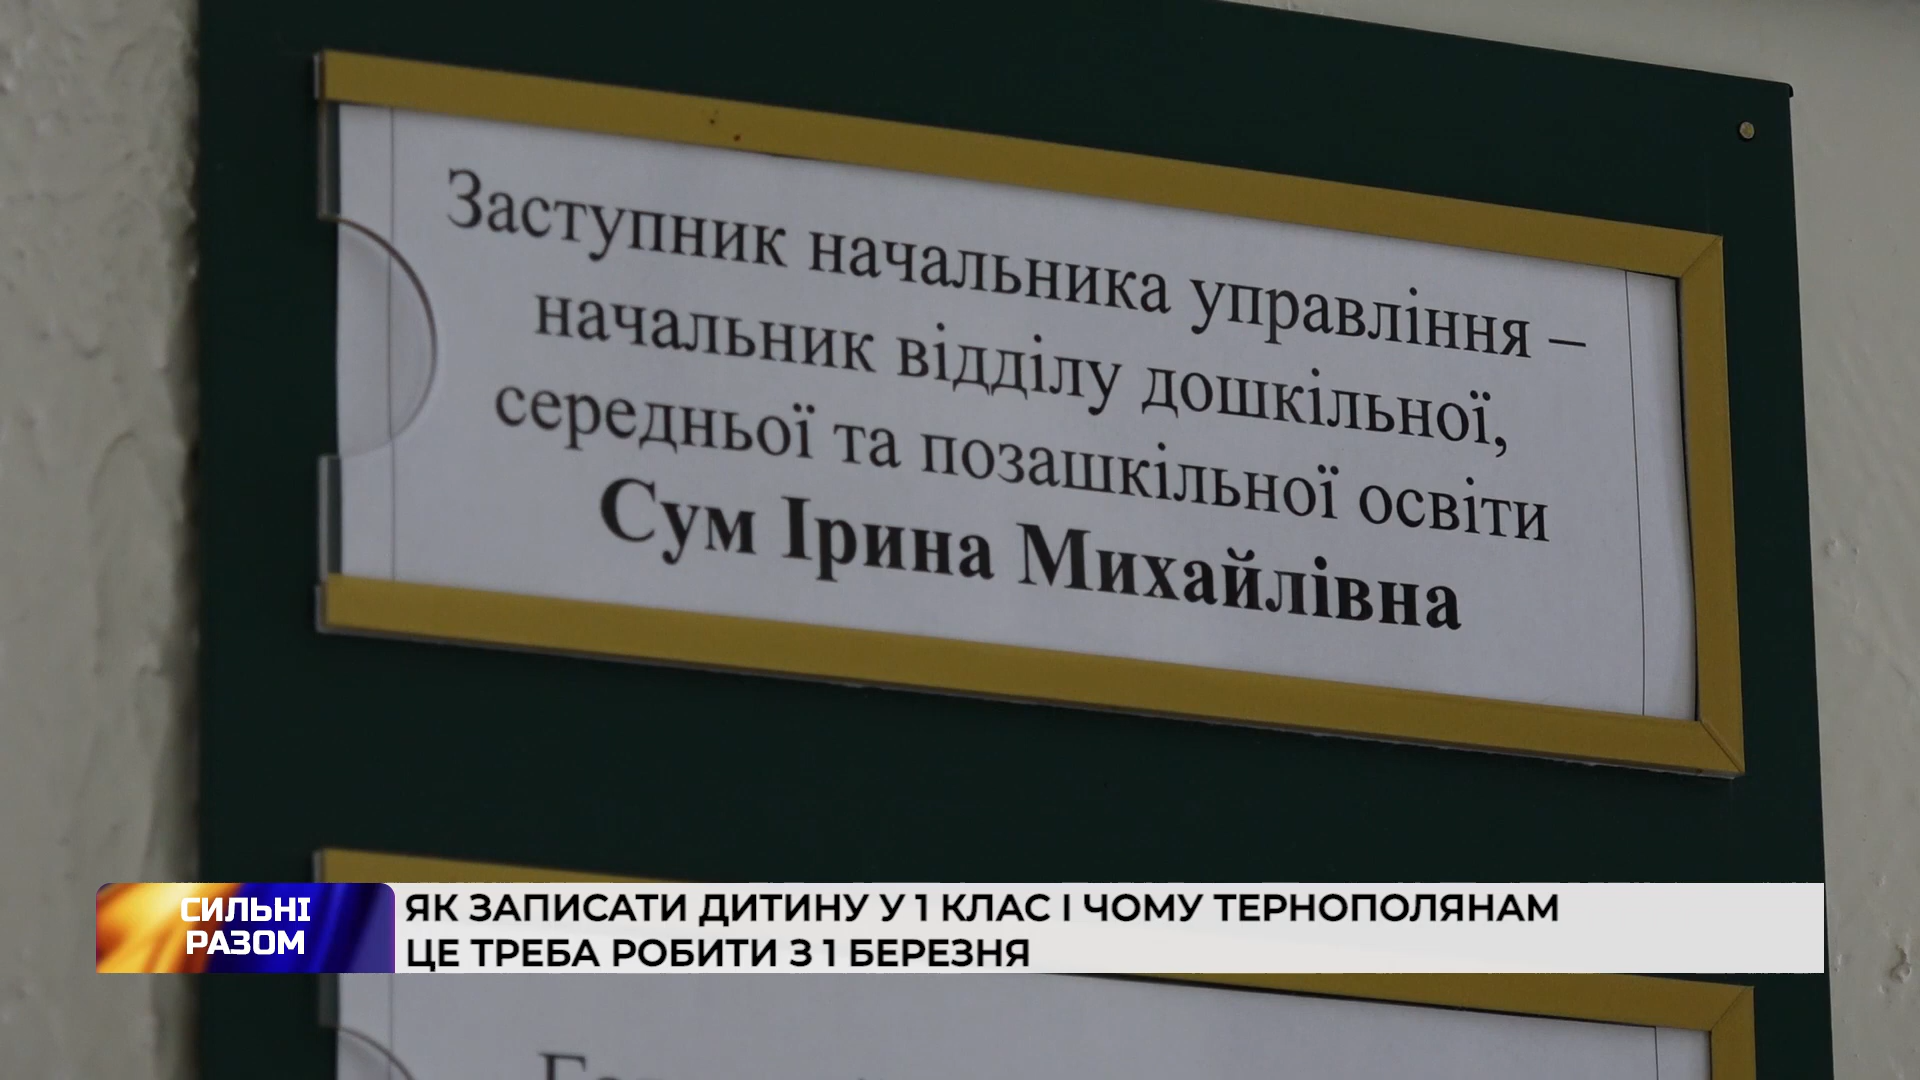 Заступник начальника управління –
начальник відділу дошкільної,
середньої та позашкільної освіти
Сум Ірина Михайлівна
СИЛЬНІ
РАЗОМ
ЯК ЗАПИСАТИ ДИТИНУ У 1 КЛАС І ЧОМУ ТЕРНОПОЛЯНАМ
ЦЕ ТРЕБА РОБИТИ З 1 БЕРЕЗНЯ